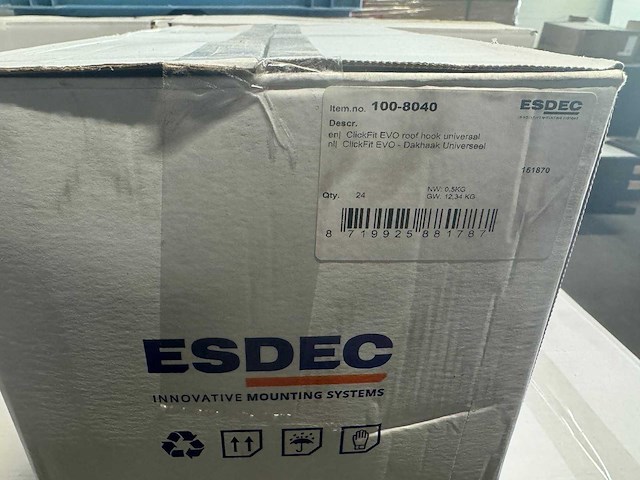 Item.no. 100-8040
ESDEC
Descr.
en| ClickFit EVO roof hook universal
nl| ClickFit EVO - Dakhaak Universeel
161870
Qty. 24
NW: 0,5KG
GW: 12,34 KG
8 719925 881787
ESDEC
INNOVATIVE MOUNTING SYSTEMS